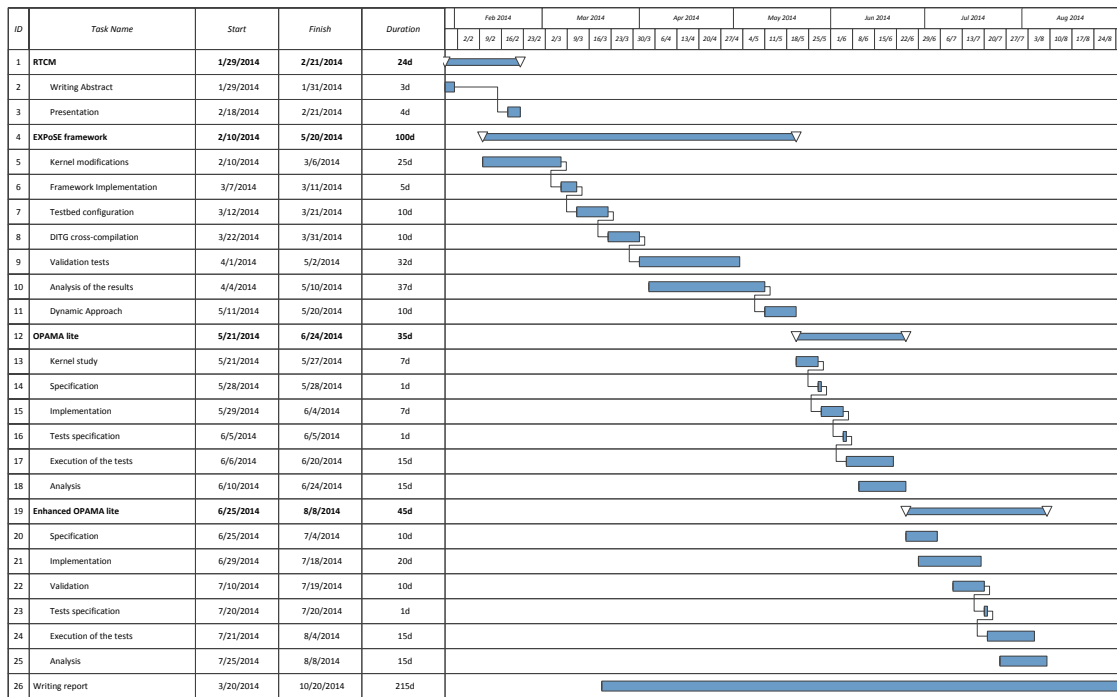 ID Task Name Start Finish Duration Feb 2014 Mar 2014 Apr 2014 May 2014 Jun 2014 Jul 2014 Aug 2014
2/2 9/2 16/2 23/2 2/3 9/3 16/3 23/3 30/3 6/4 13/4 20/4 27/4 4/5 11/5 18/5 25/5 1/6 8/6 15/6 22/6 29/6 6/7 13/7 20/7 27/7 3/8 10/8 17/8 24/8
1 RTCM 1/29/2014 2/21/2014 24d
2 Writing Abstract 1/29/2014 1/31/2014 3d
3 Presentation 2/18/2014 2/21/2014 4d
4 EXPoSE framework 2/10/2014 5/20/2014 100d
5 Kernel modifications 2/10/2014 3/6/2014 25d
6 Framework Implementation 3/7/2014 3/11/2014 5d
7 Testbed configuration 3/12/2014 3/21/2014 10d
8 DITG cross-compilation 3/22/2014 3/31/2014 10d
9 Validation tests 4/1/2014 5/2/2014 32d
10 Analysis of the results 4/4/2014 5/10/2014 37d
11 Dynamic Approach 5/11/2014 5/20/2014 10d
12 OPAMA lite 5/21/2014 6/24/2014 35d
13 Kernel study 5/21/2014 5/27/2014 7d
14 Specification 5/28/2014 5/28/2014 1d
15 Implementation 5/29/2014 6/4/2014 7d
16 Tests specification 6/5/2014 6/5/2014 1d
17 Execution of the tests 6/6/2014 6/20/2014 15d
18 Analysis 6/10/2014 6/24/2014 15d
19 Enhanced OPAMA lite 6/25/2014 8/8/2014 45d
20 Specification 6/25/2014 7/4/2014 10d
21 Implementation 6/29/2014 7/18/2014 20d
22 Validation 7/10/2014 7/19/2014 10d
23 Tests specification 7/20/2014 7/20/2014 1d
24 Execution of the tests 7/21/2014 8/4/2014 15d
25 Analysis 7/25/2014 8/8/2014 15d
26 Writing report 3/20/2014 10/20/2014 215d